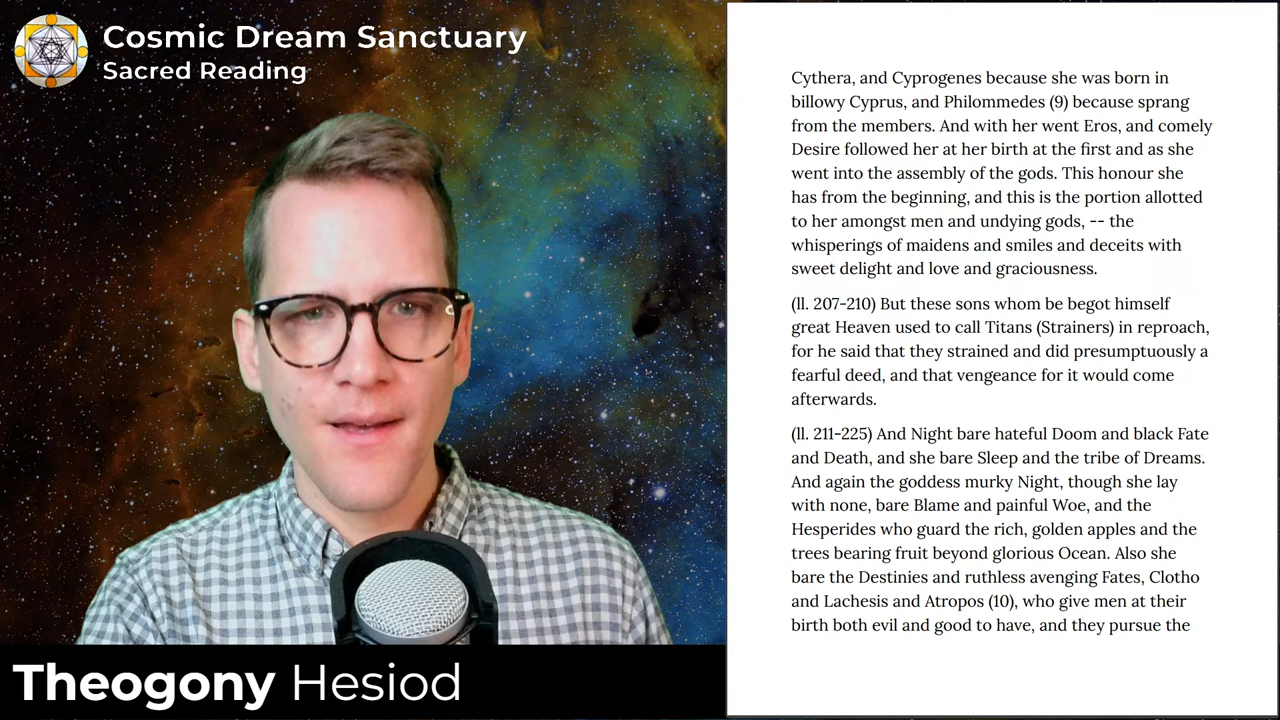 Cosmic Dream Sanctuary
Sacred Reading
Cythera, and Cyprogenes because she was born in
billowy Cyprus, and Philommedes (9) because sprang
from the members. And with her went Eros, and comely
Desire followed her at her birth at the first and as she
went into the assembly of the gods. This honour she
has from the beginning, and this is the portion allotted
to her amongst men and undying gods, -- the
whisperings of maidens and smiles and deceits with
sweet delight and love and graciousness.
(ll. 207-210) But these sons whom be begot himself
great Heaven used to call Titans (Strainers) in reproach,
for he said that they strained and did presumptuously a
fearful deed, and that vengeance for it would come
afterwards.
(ll. 211-225) And Night bare hateful Doom and black Fate
and Death, and she bare Sleep and the tribe of Dreams.
And again the goddess murky Night, though she lay
with none, bare Blame and painful Woe, and the
Hesperides who guard the rich, golden apples and the
trees bearing fruit beyond glorious Ocean. Also she
bare the Destinies and ruthless avenging Fates, Clotho
and Lachesis and Atropos (10), who give men at their
birth both evil and good to have, and they pursue the
Theogony Hesiod